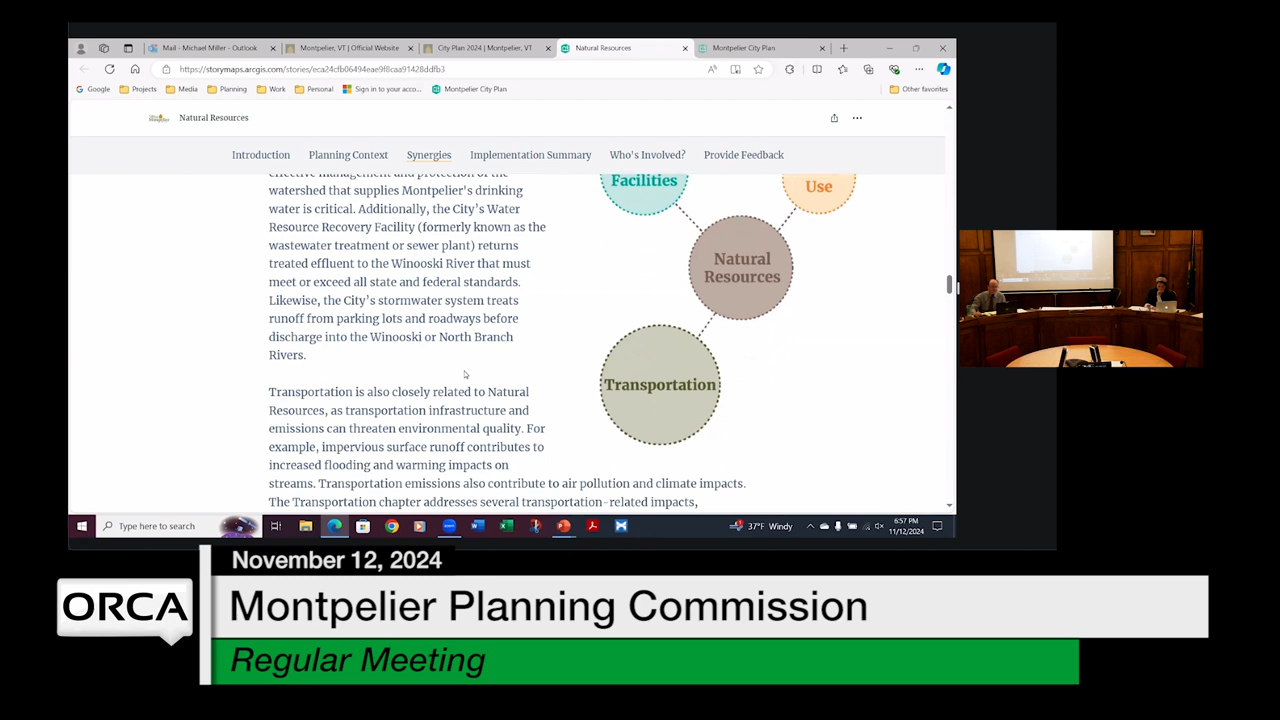 Mail - Michael Miller - Outlook
Montpelier, VT | Official Website
City Plan 2024 | Montpelier, VT
Natural Resources
Montpelier City Plan
https://storymaps.arcgis.com/stories/eca24cfb06494eae9f8caa91428ddfb3
Google
Projects
Media
Planning
Work
Personal
Sign in to your acco...
Montpelier City Plan
Other favorites
Natural Resources
Introduction
Planning Context
Synergies
Implementation Summary
Who's Involved?
Provide Feedback
effective management and protection of the
watershed that supplies Montpelier's drinking
water is critical. Additionally, the City's Water
Resource Recovery Facility (formerly known as the
wastewater treatment or sewer plant) returns
treated effluent to the Winooski River that must
meet or exceed all state and federal standards.
Likewise, the City's stormwater system treats
runoff from parking lots and roadways before
discharge into the Winooski or North Branch
Rivers.
Transportation is also closely related to Natural
Resources, as transportation infrastructure and
emissions can threaten environmental quality. For
example, impervious surface runoff contributes to
increased flooding and warming impacts on
streams. Transportation emissions also contribute to air pollution and climate impacts.
The Transportation chapter addresses several transportation-related impacts,
Facilities
Use
Natural
Resources
Transportation
Type here to search
37°F Windy
6:57 PM
11/12/2024
November 12, 2024
ORCA
Montpelier Planning Commission
Regular Meeting